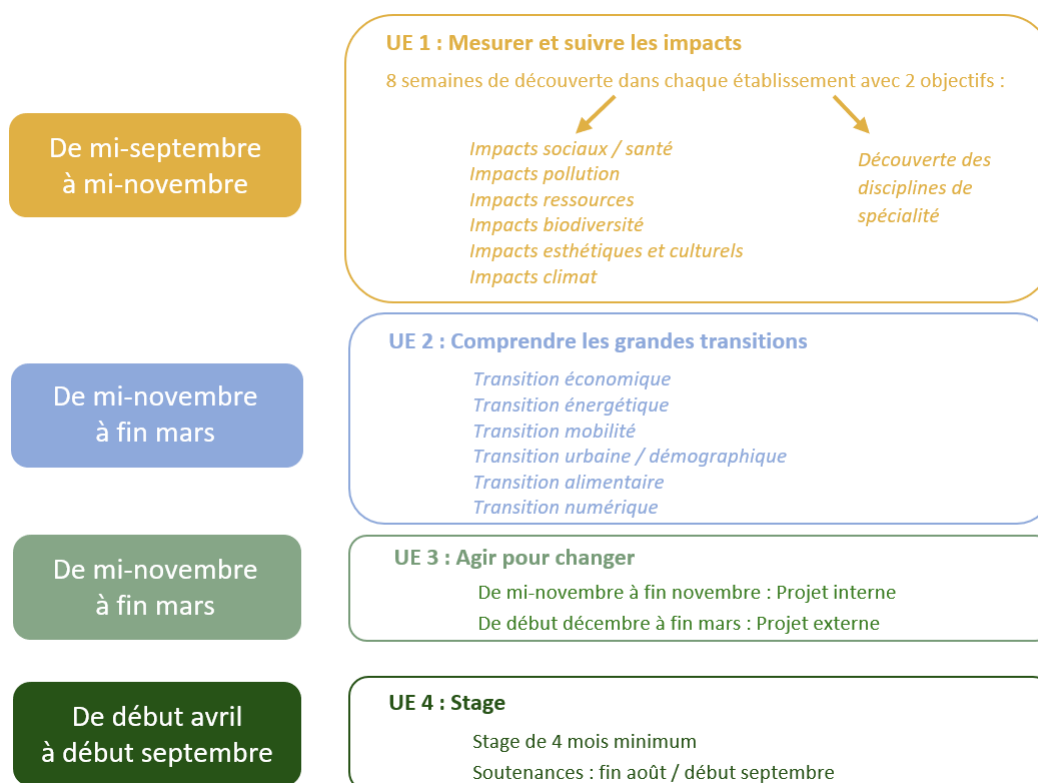 De mi-septembre
à mi-novembre
UE 1 : Mesurer et suivre les impacts
8 semaines de découverte dans chaque établissement avec 2 objectifs :
Impacts sociaux / santé
Impacts pollution
Impacts ressources
Impacts biodiversité
Impacts esthétiques et culturels
Impacts climat
Découverte des
disciplines de
spécialité
De mi-novembre
à fin mars
UE 2 : Comprendre les grandes transitions
Transition économique
Transition énergétique
Transition mobilité
Transition urbaine / démographique
Transition alimentaire
Transition numérique
De mi-novembre
à fin mars
UE 3 : Agir pour changer
De mi-novembre à fin novembre : Projet interne
De début décembre à fin mars : Projet externe
De début avril
à début septembre
UE 4 : Stage
Stage de 4 mois minimum
Soutenances : fin août / début septembre